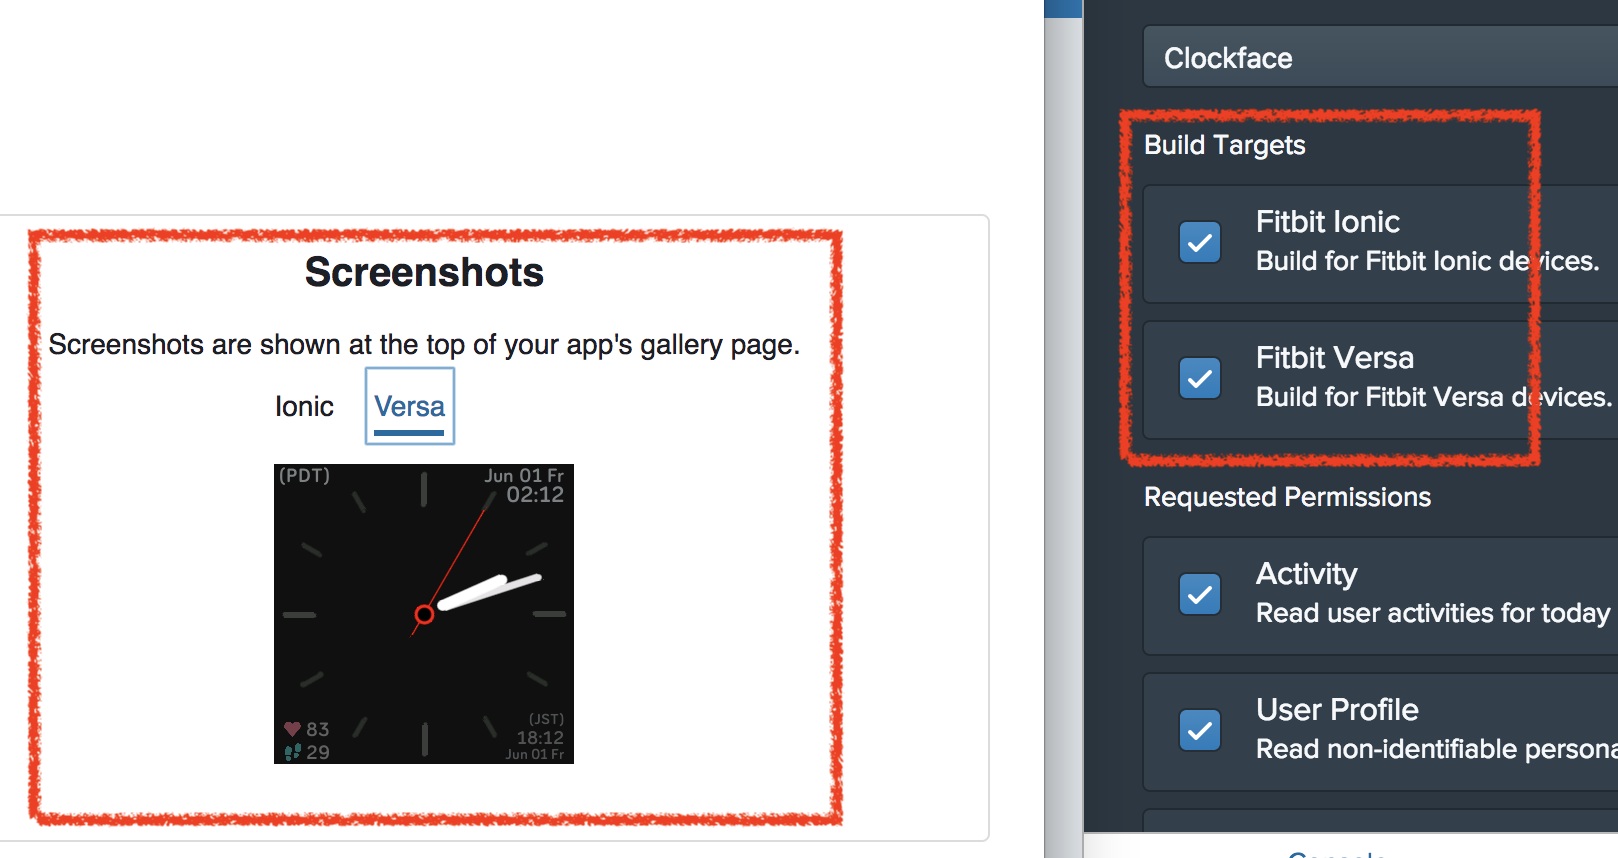 Screenshots
Screenshots are shown at the top of your app's gallery page.
Ionic
Versa
(PDT)
Jun 01 Fr
02:12
83
29
(JST)
18:12
Jun 01 Fr
Clockface
Build Targets
Fitbit Ionic
Build for Fitbit Ionic devices.
Fitbit Versa
Build for Fitbit Versa devices.
Requested Permissions
Activity
Read user activities for today
User Profile
Read non-identifiable persona